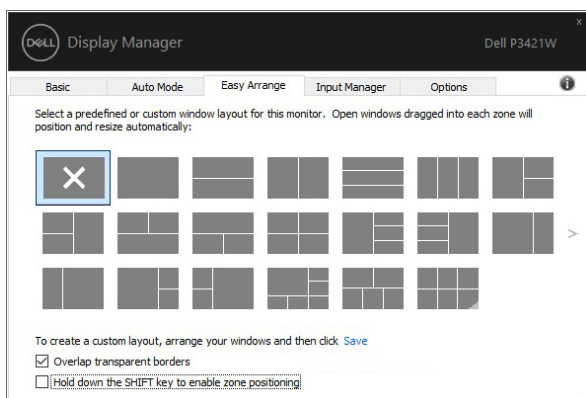 DELL Display Manager
Dell P3421W
Basic Auto Mode Easy Arrange Input Manager Options
Select a predefined or custom window layout for this monitor. Open windows dragged into each zone will
position and resize automatically:
To create a custom layout, arrange your windows and then click Save
Overlap transparent borders
Hold down the SHIFT key to enable zone positioning